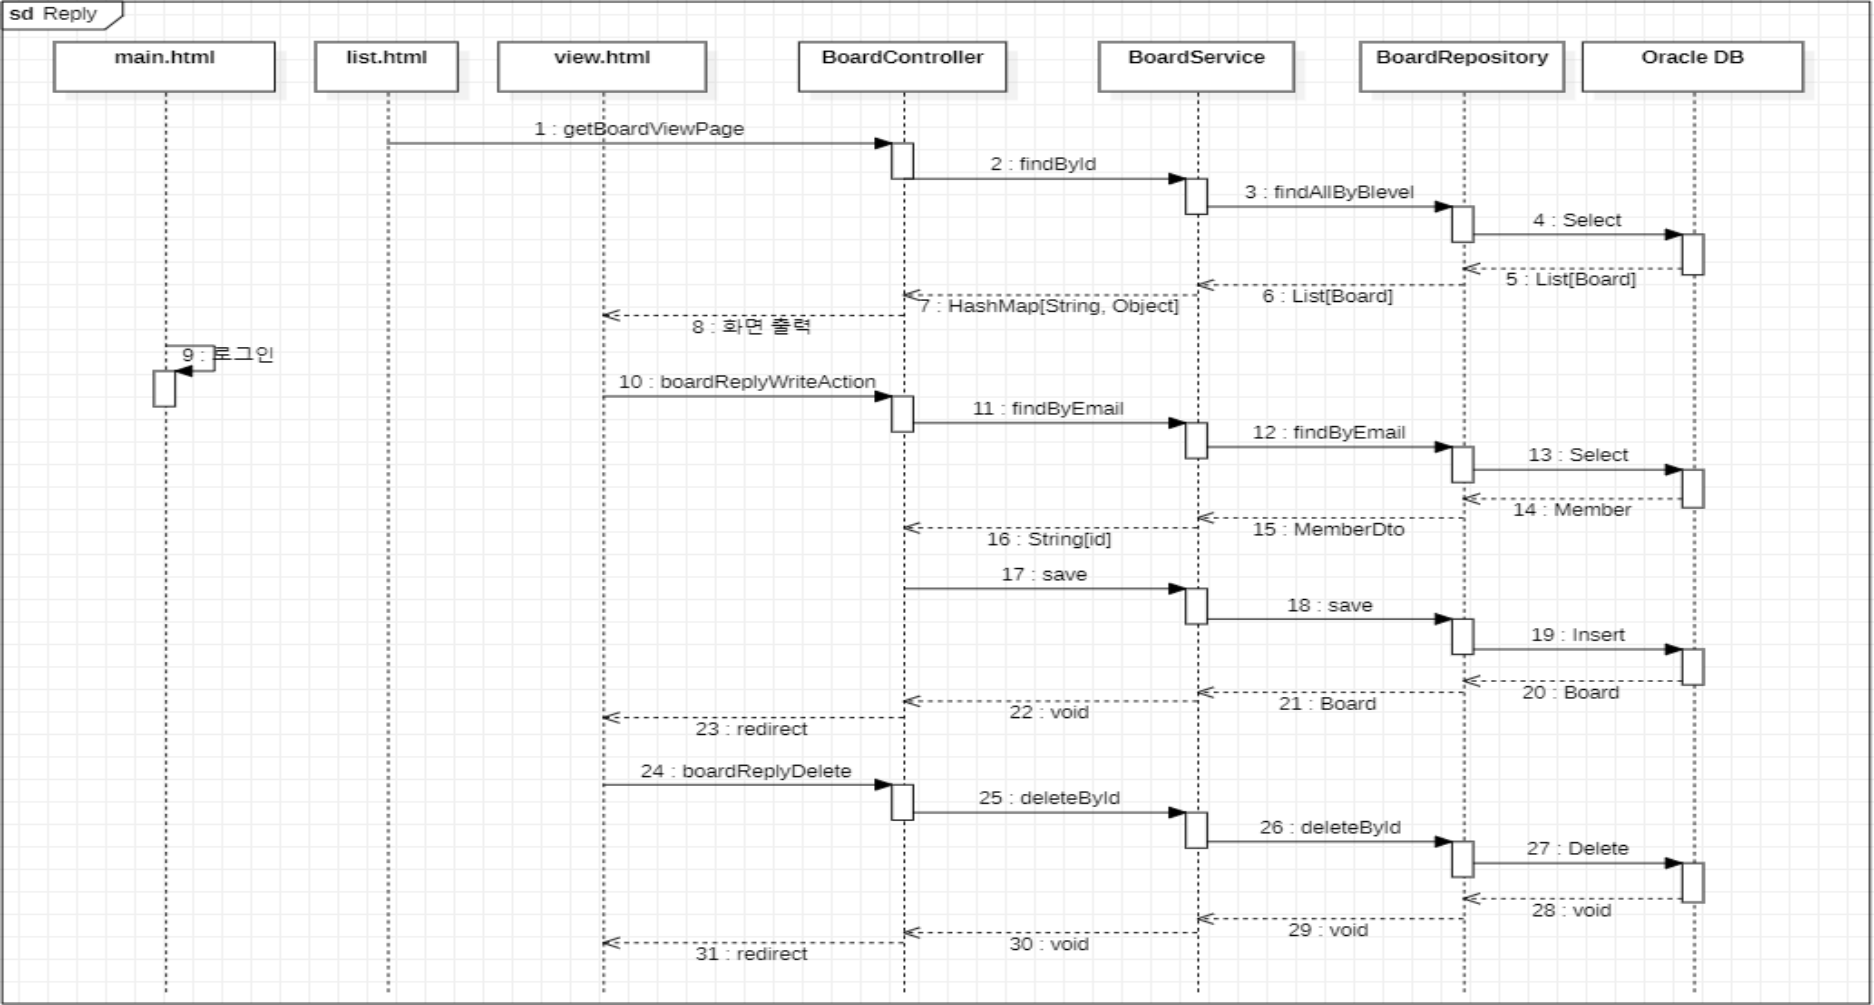 sd Reply
main.html
list.html
view.html
BoardController
BoardService
BoardRepository
Oracle DB
1 : getBoardViewPage
2 : findById
3 : findAllByBlevel
4 : Select
5 : List[Board]
6 : List[Board]
7 : HashMap[String, Object]
8 : 화면 출력
9 : 로그인
10 : boardReplyWriteAction
11 : findByEmail
12 : findByEmail
13 : Select
14 : Member
15 : MemberDto
16 : String[id]
17 : save
18 : save
19 : Insert
20 : Board
21 : Board
22 : void
23 : redirect
24 : boardReplyDelete
25 : deleteById
26 : deleteById
27 : Delete
28 : void
29 : void
30 : void
31 : redirect